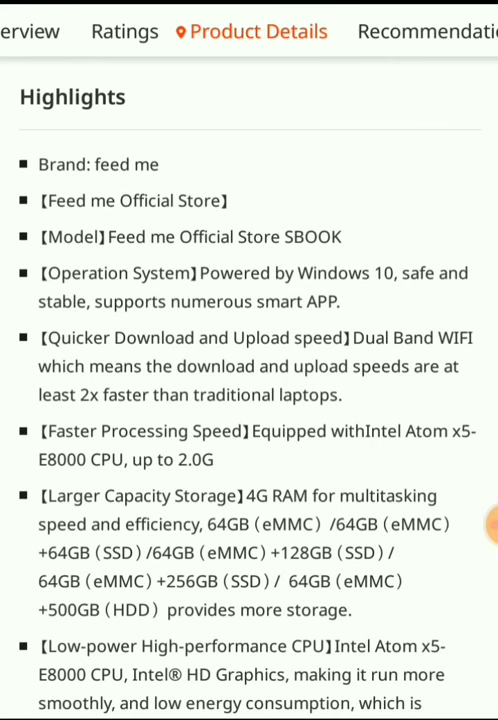 erview Ratings Product Details Recommendati
Highlights
Brand: feed me
【Feed me Official Store】
【Model】Feed me Official Store SBOOK
【Operation System】Powered by Windows 10, safe and
stable, supports numerous smart APP.
【Quicker Download and Upload speed】Dual Band WIFI
which means the download and upload speeds are at
least 2x faster than traditional laptops.
【Faster Processing Speed】Equipped withIntel Atom x5-
E8000 CPU, up to 2.0G
【Larger Capacity Storage】4G RAM for multitasking
speed and efficiency, 64GB（eMMC）/64GB（eMMC）
+64GB（SSD）/64GB（eMMC）+128GB（SSD）/
64GB（eMMC）+256GB（SSD）/ 64GB（eMMC）
+500GB（HDD）provides more storage.
【Low-power High-performance CPU】Intel Atom x5-
E8000 CPU, Intel® HD Graphics, making it run more
smoothly, and low energy consumption, which is